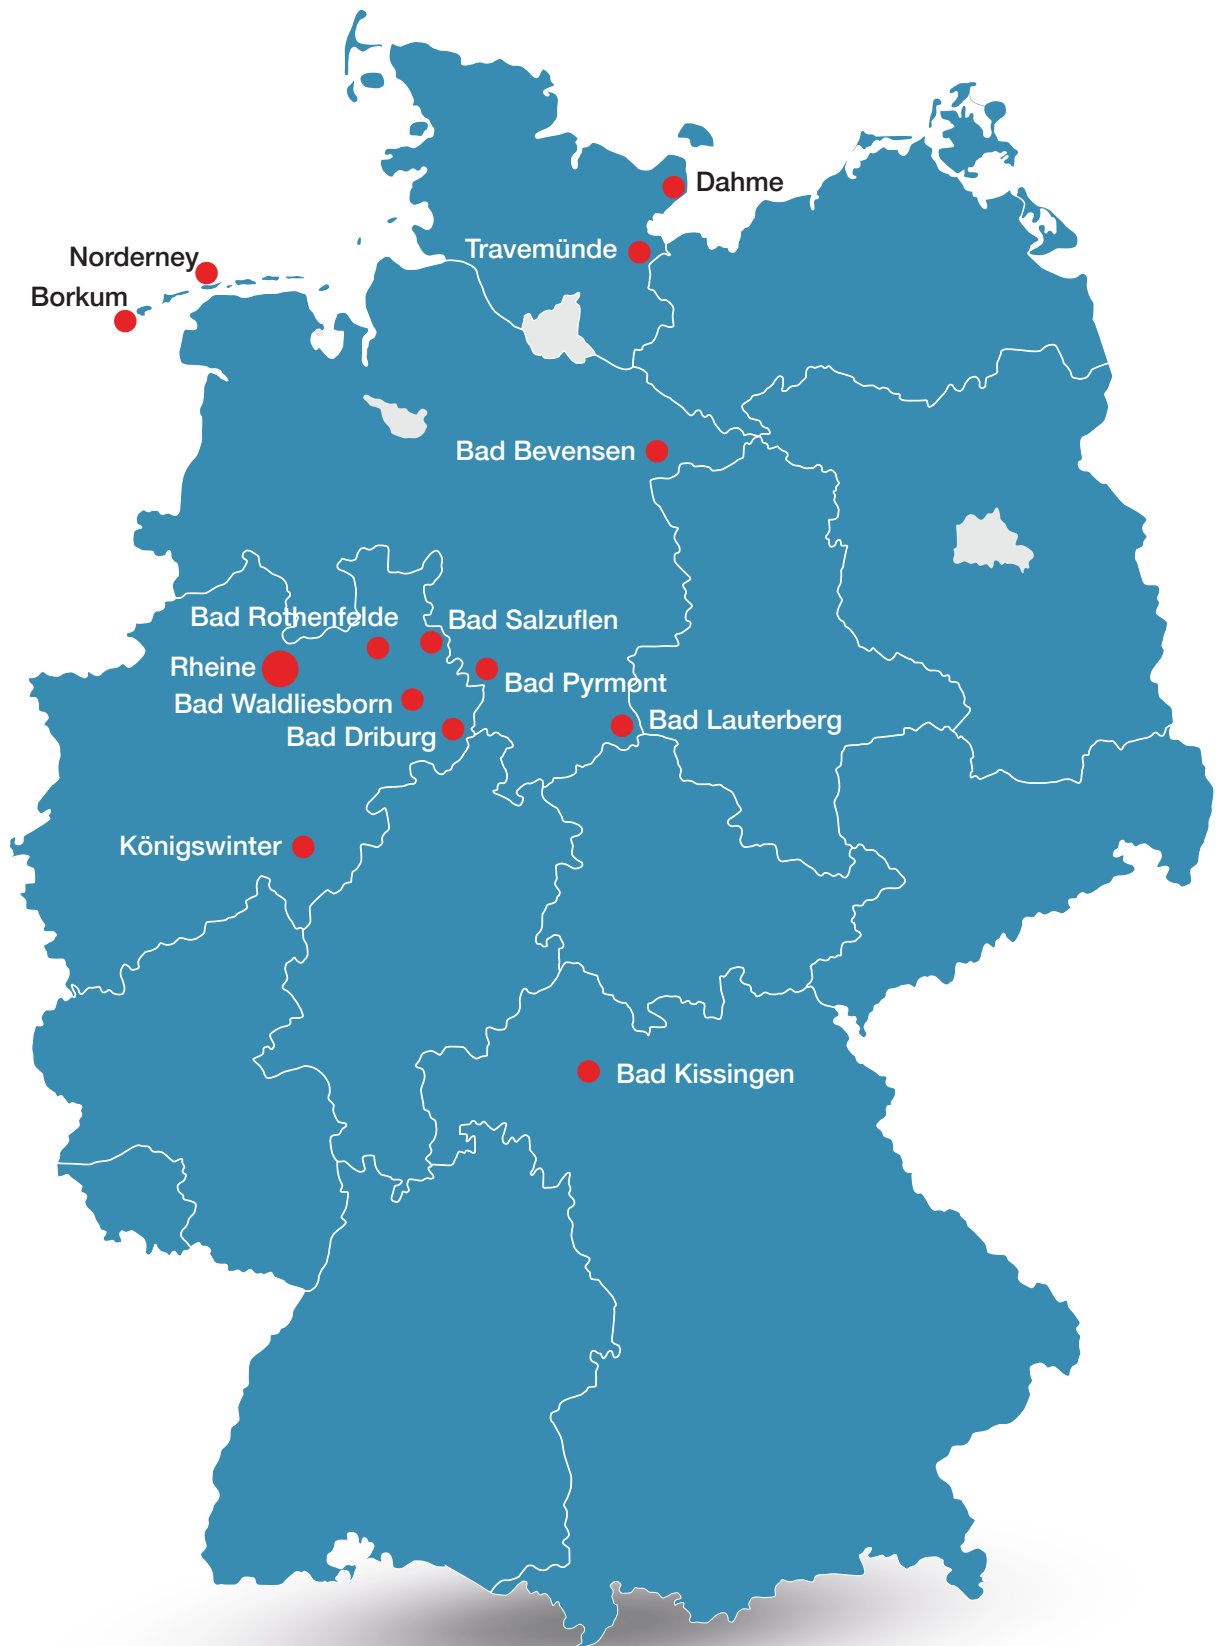 Dahme
Travemünde
Norderney
Borkum
Bad Bevensen
Bad Rothenfelde
Bad Salzuflen
Rheine
Bad Pyrmont
Bad Waldliesborn
Bad Lauterberg
Bad Driburg
Königswinter
Bad Kissingen